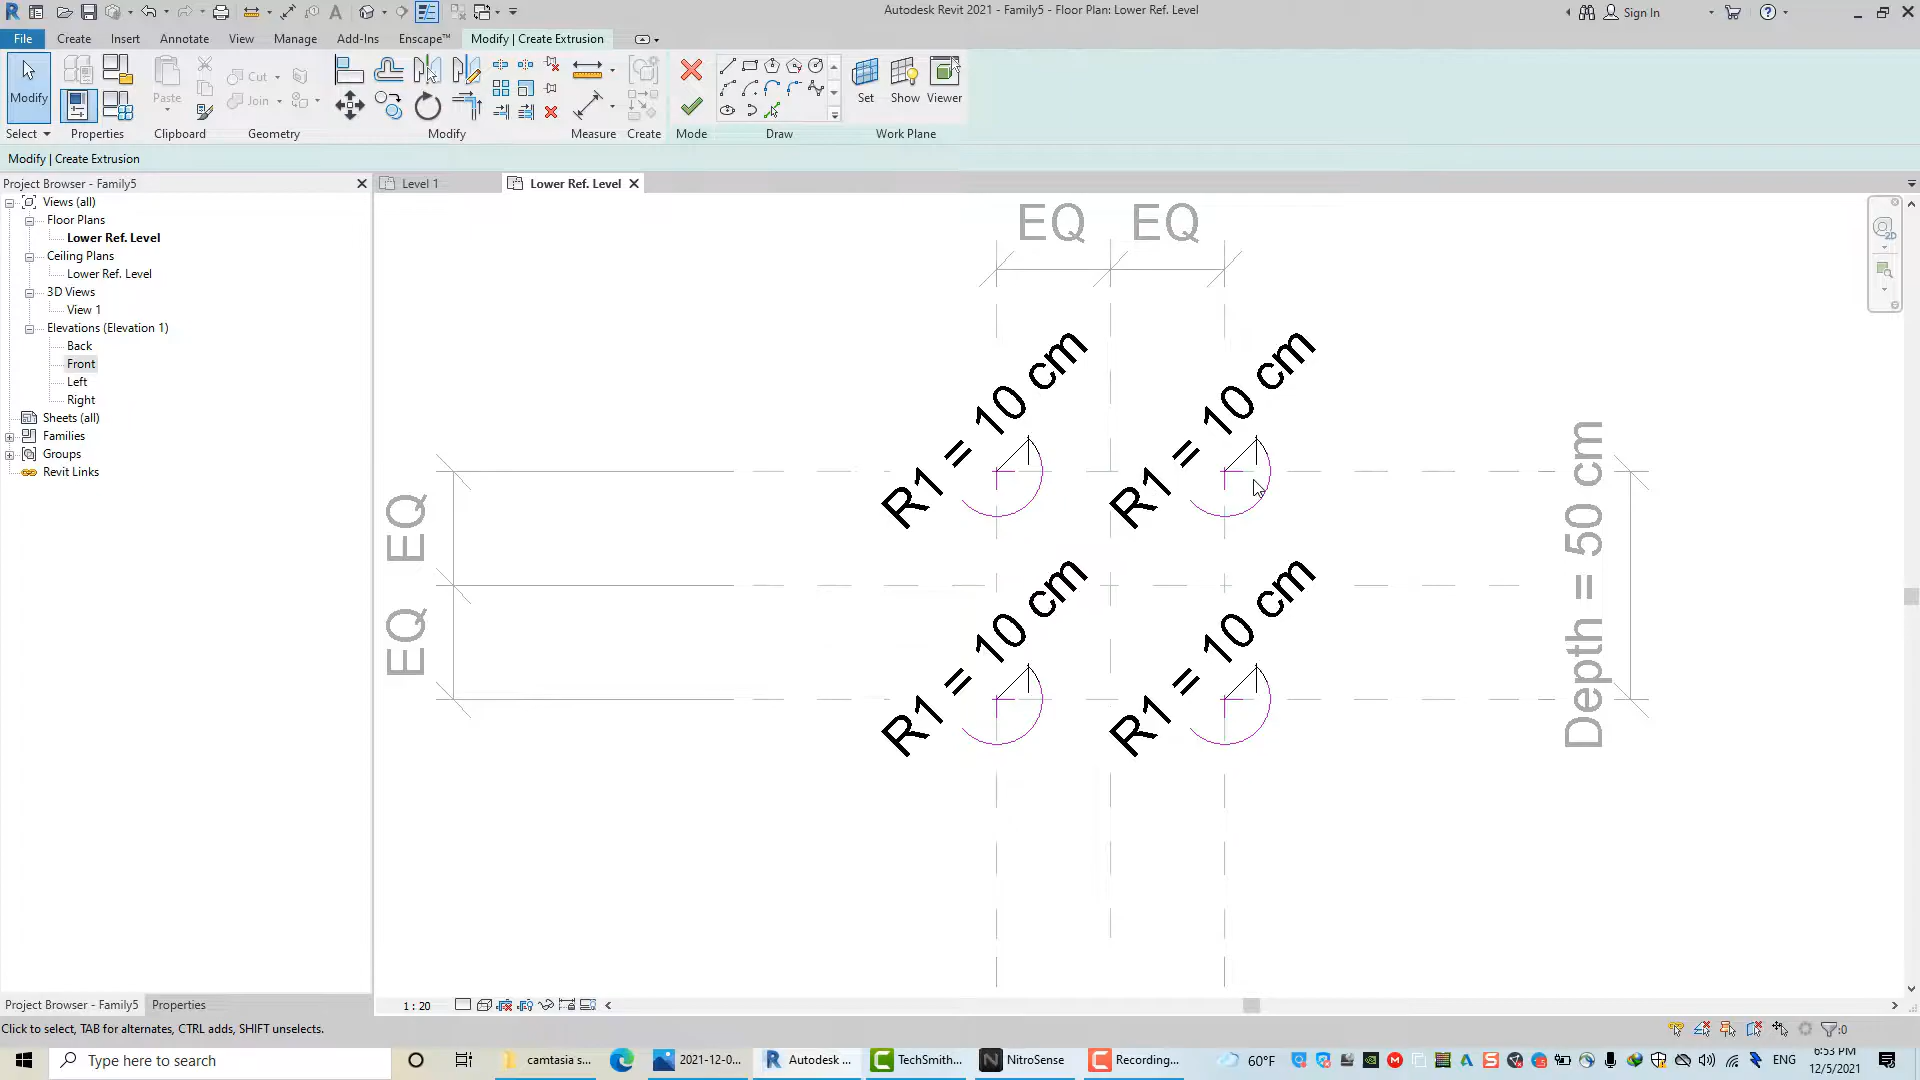 Autodesk Revit 2021 - Family5 - Floor Plan: Lower Ref. Level
Sign In
File
Create
Insert
Annotate
View
Manage
Add-Ins
Enscape™
Modify | Create Extrusion
Modify
Paste
Cut
Join
Set
Show
Viewer
Select
Properties
Clipboard
Geometry
Modify
Measure
Create
Mode
Draw
Work Plane
Modify | Create Extrusion
Project Browser - Family5
Level 1
Lower Ref. Level
Views (all)
Floor Plans
Lower Ref. Level
Ceiling Plans
Lower Ref. Level
3D Views
View 1
Elevations (Elevation 1)
Back
Front
Left
Right
Sheets (all)
Families
Groups
Revit Links
EQ
EQ
R1 = 10 cm
R1 = 10 cm
EQ
EQ
R1 = 10 cm
R1 = 10 cm
Depth = 50 cm
Project Browser - Family5
Properties
1 : 20
Click to select, TAB for alternates, CTRL adds, SHIFT unselects.
:0
Type here to search
camtasia s...
2021-12-0...
Autodesk ...
TechSmith...
NitroSense
Recording...
60°F
ENG
6:53 PM
12/5/2021